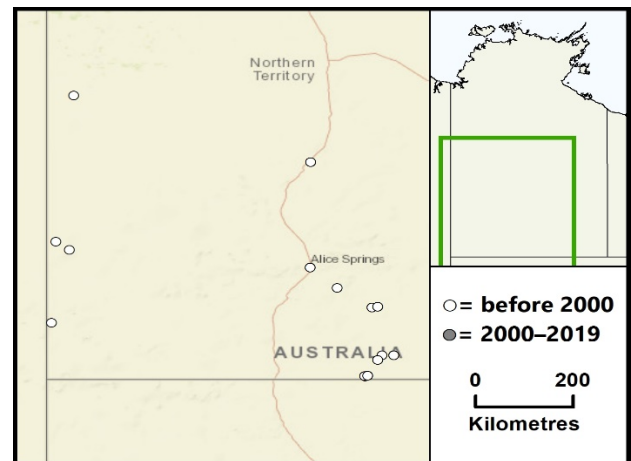 Northern
Territory
Alice Springs
AUSTRALIA
= before 2000
= 2000–2019
0 200
Kilometres